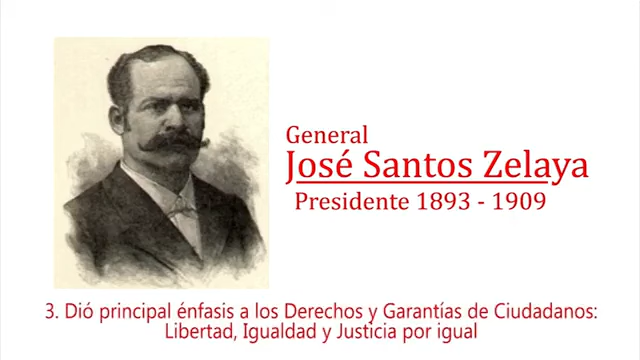 General
José Santos Zelaya
Presidente 1893 - 1909
3. Dió principal énfasis a los Derechos y Garantías de Ciudadanos:
Libertad, Igualdad y Justicia por igual